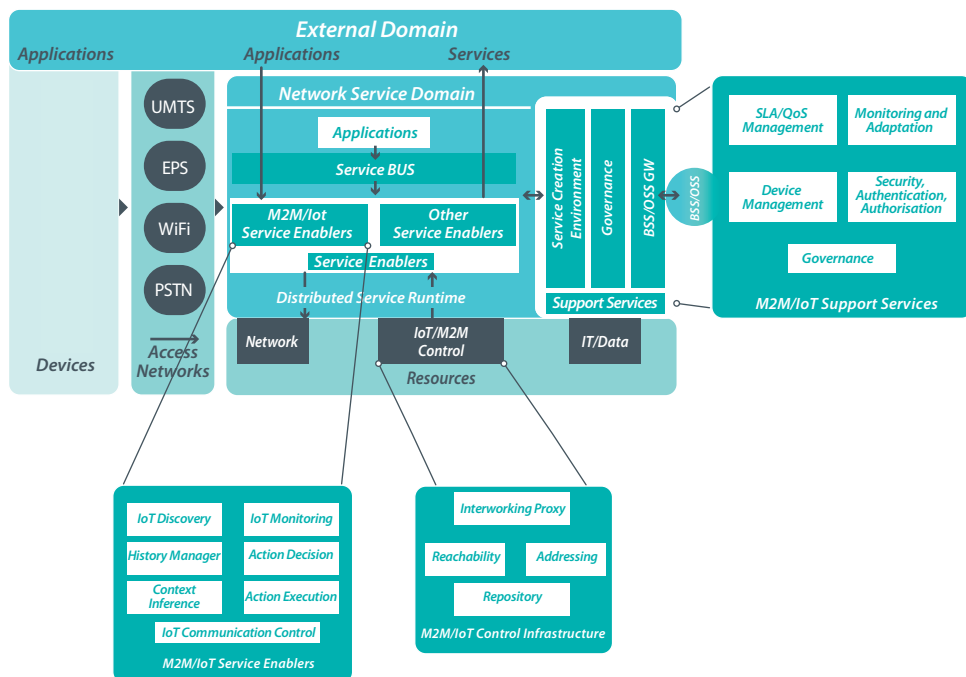 External Domain
Applications
Applications
Services
UMTS
EPS
WiFi
PSTN
Access
Networks
Devices
Network Service Domain
Applications
Service BUS
M2M/Iot
Service Enablers
Other
Service Enablers
Service Enablers
Distributed Service Runtime
Service Creation
Environment
Governance
BSS/OSS GW
Support Services
BSS/OSS
Network
IoT/M2M
Control
IT/Data
Resources
SLA/QoS
Management
Monitoring and
Adaptation
Device
Management
Security,
Authentication,
Authorisation
Governance
M2M/IoT Support Services
IoT Discovery
IoT Monitoring
History Manager
Action Decision
Context
Inference
Action Execution
IoT Communication Control
M2M/IoT Service Enablers
Interworking Proxy
Reachability
Addressing
Repository
M2M/IoT Control Infrastructure